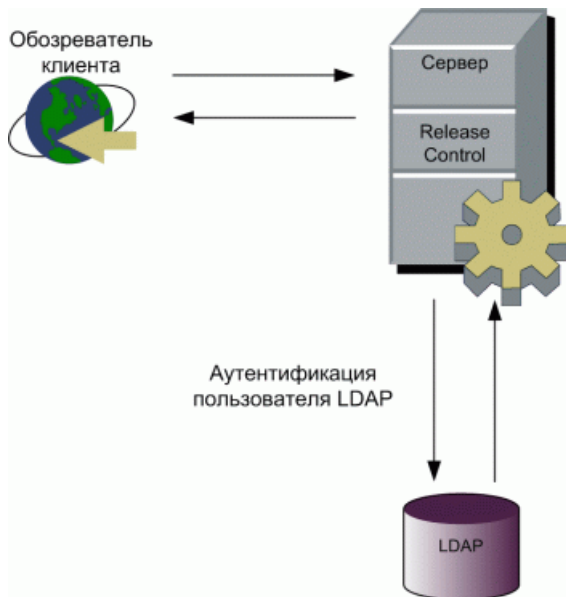 Обозреватель
клиента
Сервер
Release
Control
Аутентификация
пользователя LDAP
LDAP